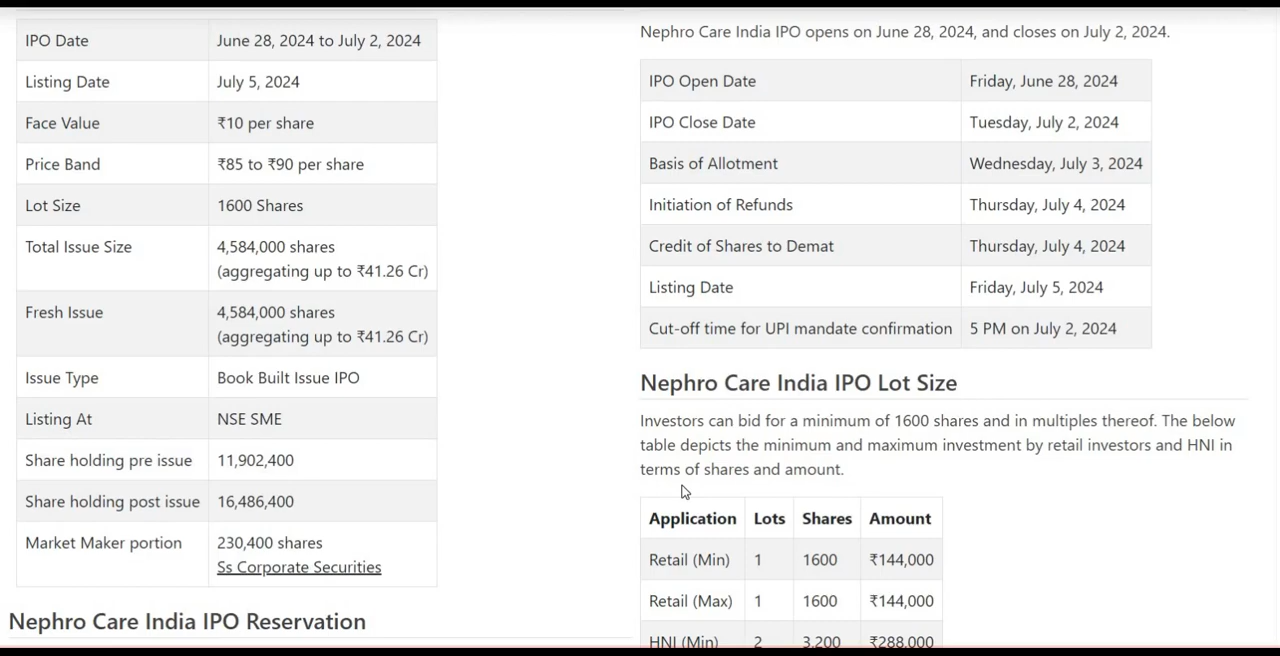 IPO Date June 28, 2024 to July 2, 2024
Listing Date July 5, 2024
Face Value ₹10 per share
Price Band ₹85 to ₹90 per share
Lot Size 1600 Shares
Total Issue Size 4,584,000 shares
(aggregating up to ₹41.26 Cr)
Fresh Issue 4,584,000 shares
(aggregating up to ₹41.26 Cr)
Issue Type Book Built Issue IPO
Listing At NSE SME
Share holding pre issue 11,902,400
Share holding post issue 16,486,400
Market Maker portion 230,400 shares
Ss Corporate Securities
Nephro Care India IPO Reservation
Nephro Care India IPO opens on June 28, 2024, and closes on July 2, 2024.
IPO Open Date Friday, June 28, 2024
IPO Close Date Tuesday, July 2, 2024
Basis of Allotment Wednesday, July 3, 2024
Initiation of Refunds Thursday, July 4, 2024
Credit of Shares to Demat Thursday, July 4, 2024
Listing Date Friday, July 5, 2024
Cut-off time for UPI mandate confirmation 5 PM on July 2, 2024
Nephro Care India IPO Lot Size
Investors can bid for a minimum of 1600 shares and in multiples thereof. The below
table depicts the minimum and maximum investment by retail investors and HNI in
terms of shares and amount.
Application Lots Shares Amount
Retail (Min) 1 1600 ₹144,000
Retail (Max) 1 1600 ₹144,000
HNI (Min) 2 3,200 ₹288,000